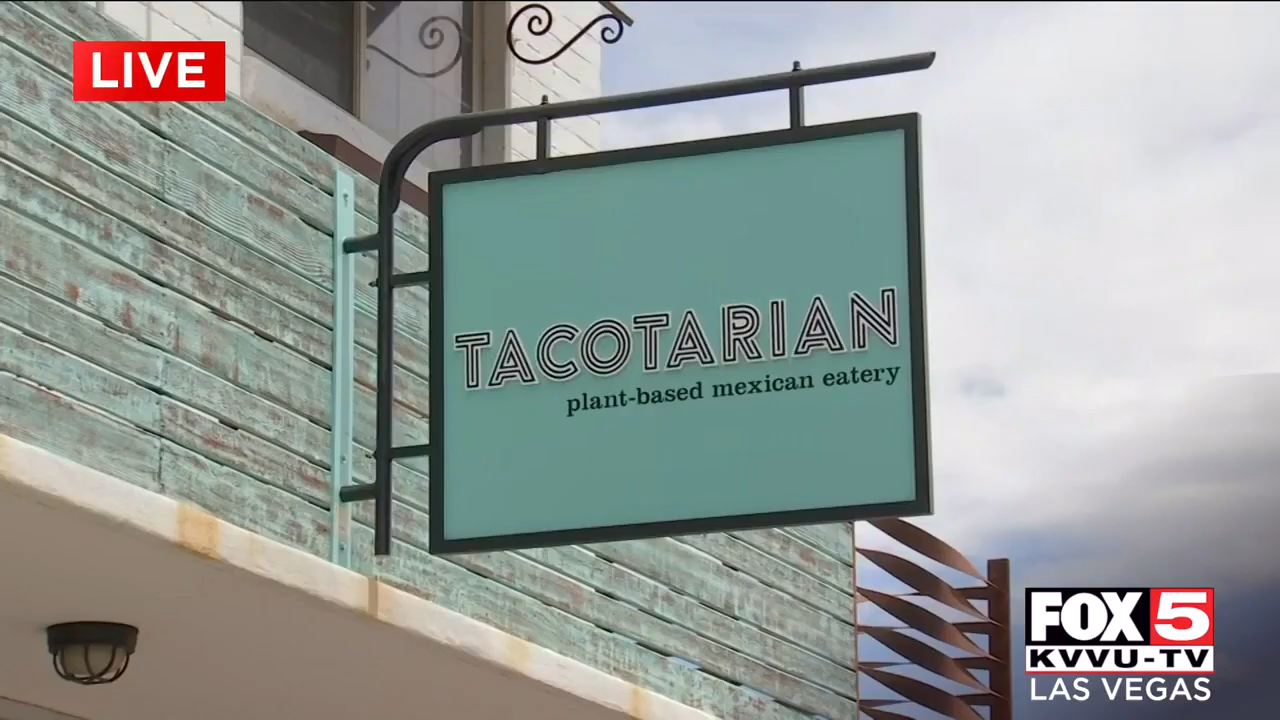 LIVE
TACOTARIAN
plant-based mexican eatery
FOX 5
KVVU-TV
LAS VEGAS